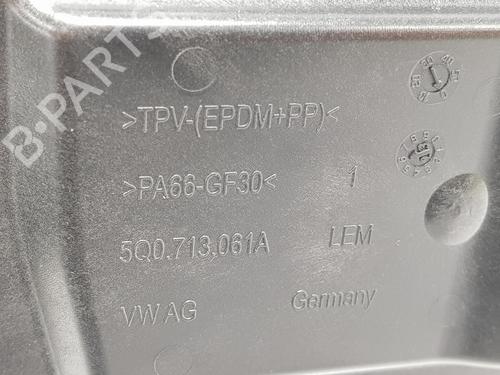 B-PARTS
>TPV-(EPDM+PP)<
>PA66-GF30< 1
5Q0.713.061A LEM
VW AG Germany